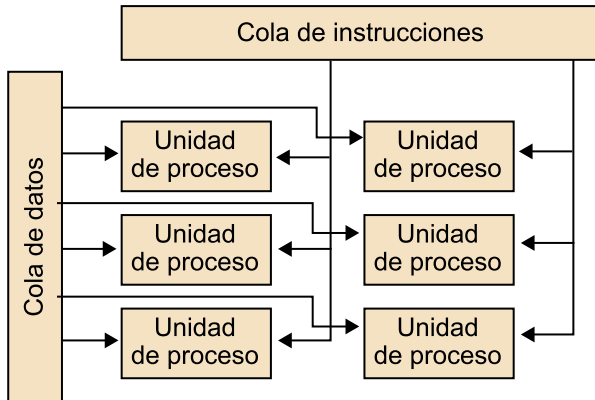 Cola de instrucciones
Cola de datos
Unidad
de proceso
Unidad
de proceso
Unidad
de proceso
Unidad
de proceso
Unidad
de proceso
Unidad
de proceso